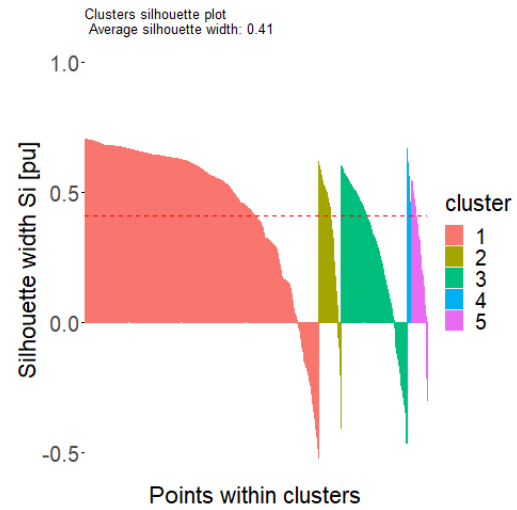 Clusters silhouette plot
Average silhouette width: 0.41
1.0
0.5
0.0
-0.5
Silhouette width Si [pu]
Points within clusters
cluster
1
2
3
4
5